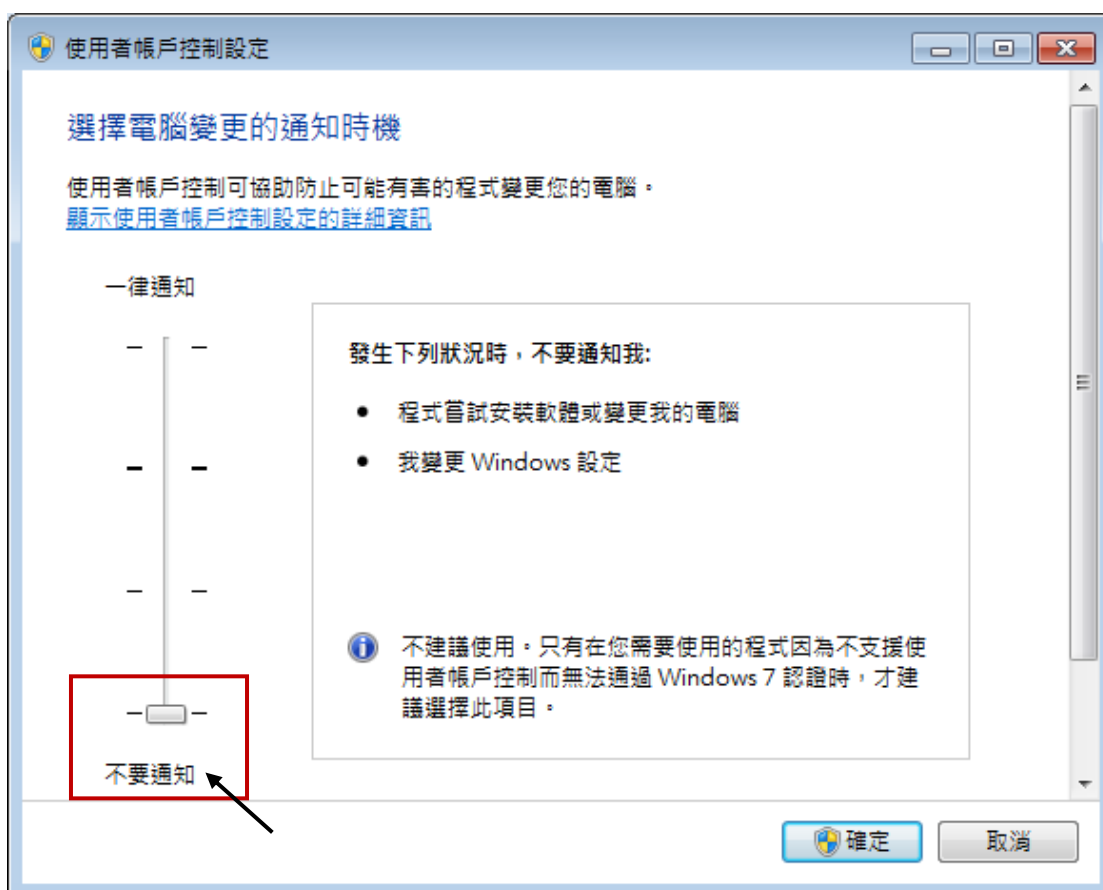 使用者帳戶控制設定
選擇電腦變更的通知時機
使用者帳戶控制可協助防止可能有害的程式變更您的電腦。
顯示使用者帳戶控制設定的詳細資訊
一律通知
發生下列狀況時，不要通知我:
• 程式嘗試安裝軟體或變更我的電腦
• 我變更 Windows 設定
不建議使用。只有在您需要使用的程式因為不支援使
用者帳戶控制而無法通過 Windows 7 認證時，才建
議選擇此項目。
不要通知
確定
取消